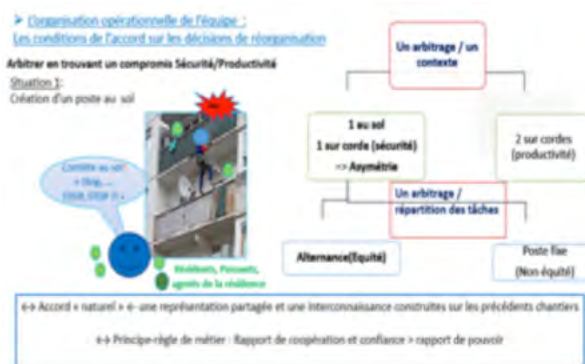 ➢ L'organisation opérationnelle de l'équipe :
Les conditions de l'accord sur les décisions de réorganisation
Arbitrer en trouvant un compromis Sécurité/Productivité
Situation 1:
Création d'un poste au sol
STOP, STOP !! »
Résidents, Passants,
agents de la résidence
Un arbitrage / un
contexte
1 au sol
1 sur corde (sécurité)
=> Asymétrie
2 sur cordes
(productivité)
Un arbitrage /
répartition des tâches
Alternance(Equité)
Poste fixe
(Non équité)
↔ Accord « naturel » ← une représentation partagée et une interconnaissance construites sur les précédents chantiers
↔ Principe-règle de métier : Rapport de coopération et confiance > rapport de pouvoir